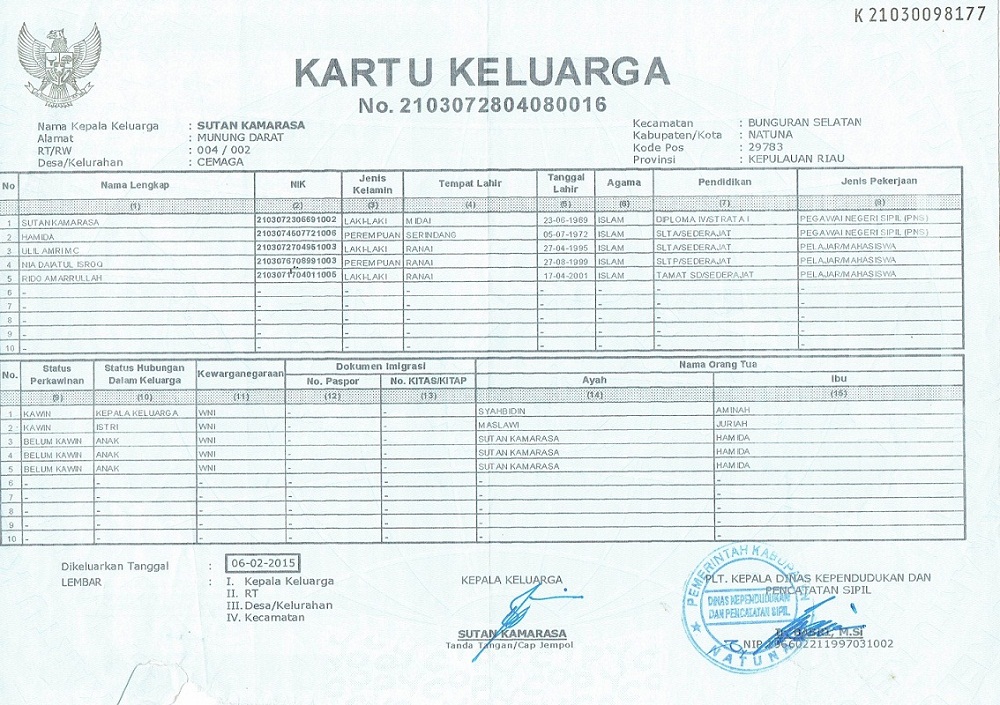 K 21030098177
KARTU KELUARGA
No. 2103072804080016
Nama Kepala Keluarga : SUTAN KAMARASA
Alamat : MUNUNG DARAT
RT/RW : 004 / 002
Desa/Kelurahan : CEMAGA
Kecamatan : BUNGURAN SELATAN
Kabupaten/Kota : NATUNA
Kode Pos : 29783
Provinsi : KEPULAUAN RIAU
No Nama Lengkap NIK Jenis Kelamin Tempat Lahir Tanggal Lahir Agama Pendidikan Jenis Pekerjaan
(1) (2) (3) (4) (5) (6) (7) (8)
1 SUTAN KAMARASA 2103072306691002 LAKI-LAKI MIDAI 23-06-1969 ISLAM DIPLOMA IV/STRATA I PEGAWAI NEGERI SIPIL (PNS)
2 HAMIDA 2103074607721006 PEREMPUAN SERINDANG 05-07-1972 ISLAM SLTA/SEDERAJAT PEGAWAI NEGERI SIPIL (PNS)
3 ULIL AMRI MC 2103072704951003 LAKI-LAKI RANAI 27-04-1995 ISLAM SLTA/SEDERAJAT PELAJAR/MAHASISWA
4 NIA DAIATUL ISROQ 2103076708991003 PEREMPUAN RANAI 27-08-1999 ISLAM SLTP/SEDERAJAT PELAJAR/MAHASISWA
5 RIDO AMARRULLAH 2103071704011005 LAKI-LAKI RANAI 17-04-2001 ISLAM TAMAT SD/SEDERAJAT PELAJAR/MAHASISWA
6 - - - - - - - -
7 - - - - - - - -
8 - - - - - - - -
9 - - - - - - - -
10 - - - - - - - -
No. Status Perkawinan Status Hubungan Dalam Keluarga Kewarganegaraan Dokumen Imigrasi Nama Orang Tua
No. Paspor No. KITAS/KITAP Ayah Ibu
(9) (10) (11) (12) (13) (14) (15)
1 KAWIN KEPALA KELUARGA WNI - - SYAHBIDIN AMINAH
2 KAWIN ISTRI WNI - - MASLAWI JURIAH
3 BELUM KAWIN ANAK WNI - - SUTAN KAMARASA HAMIDA
4 BELUM KAWIN ANAK WNI - - SUTAN KAMARASA HAMIDA
5 BELUM KAWIN ANAK WNI - - SUTAN KAMARASA HAMIDA
6 - - - - - - -
7 - - - - - - -
8 - - - - - - -
9 - - - - - - -
10 - - - - - - -
Dikeluarkan Tanggal : 06-02-2015
LEMBAR : I. Kepala Keluarga
II. RT
III. Desa/Kelurahan
IV. Kecamatan
KEPALA KELUARGA
SUTAN KAMARASA
Tanda Tangan/Cap Jempol
PLT. KEPALA DINAS KEPENDUDUKAN DAN
PENCATATAN SIPIL
M.Si
NIP 196602211997031002
PEMERINTAH KABUPATEN
DINAS KEPENDUDUKAN
DAN PENCATATAN SIPIL
NATUNA